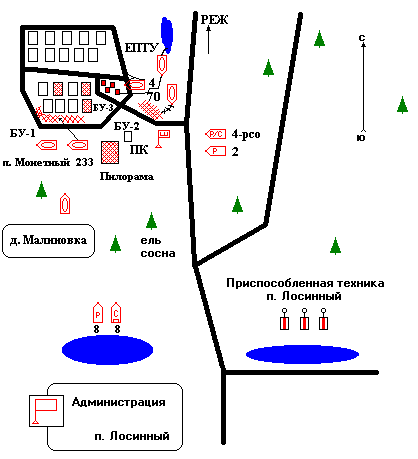 РЕЖ
ЕПТУ
С
4
70
БУ-3
БУ-1
БУ-2
ПК
Р/С 4-рсо
Р 2
п. Монетный 233
Пилорама
д. Малиновка
ель
сосна
Ю
Приспособленная техника
п. Лосинный
Р С
8 8
Администрация
п. Лосинный